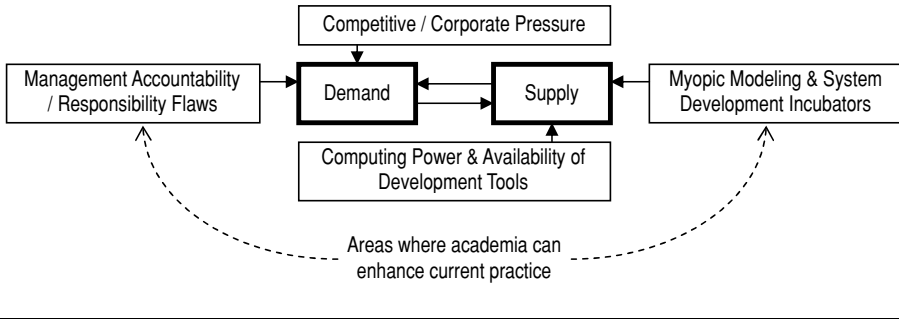 Competitive / Corporate Pressure
Management Accountability
/ Responsibility Flaws
Demand
Supply
Myopic Modeling & System
Development Incubators
Computing Power & Availability of
Development Tools
Areas where academia can
enhance current practice